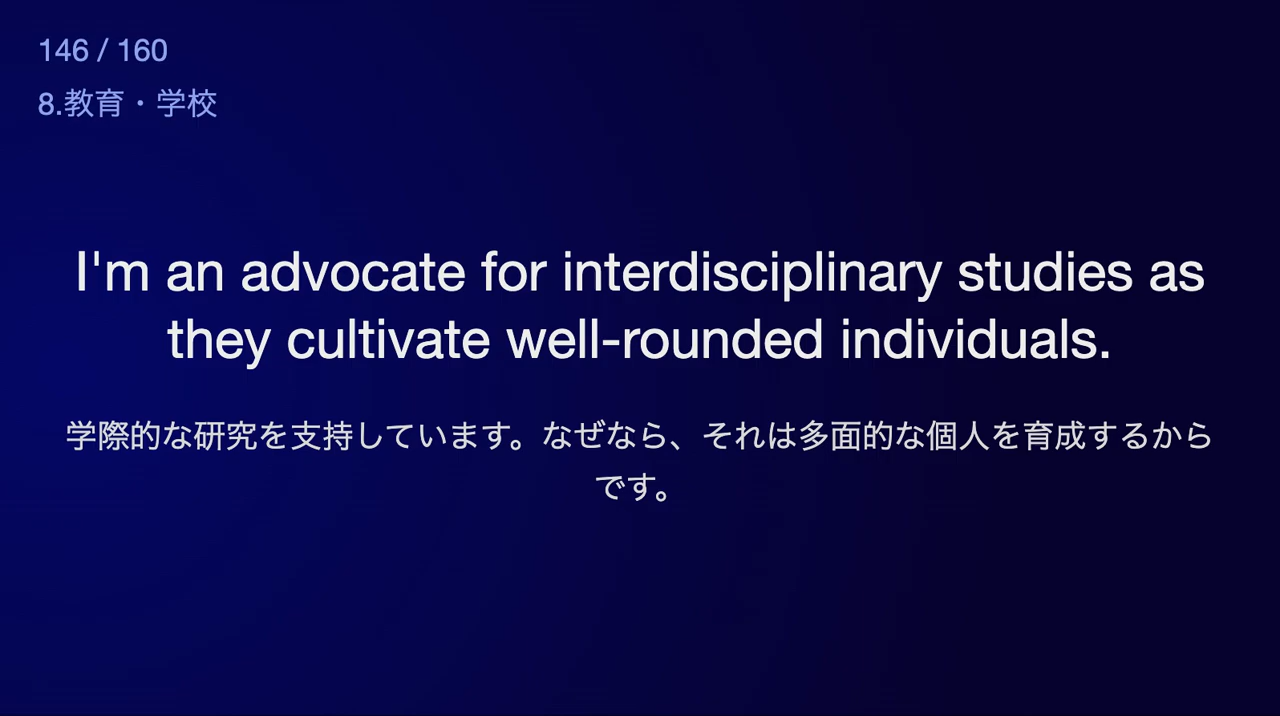 146 / 160
8.教育・学校
I'm an advocate for interdisciplinary studies as
they cultivate well-rounded individuals.
学際的な研究を支持しています。なぜなら、それは多面的な個人を育成するから
です。